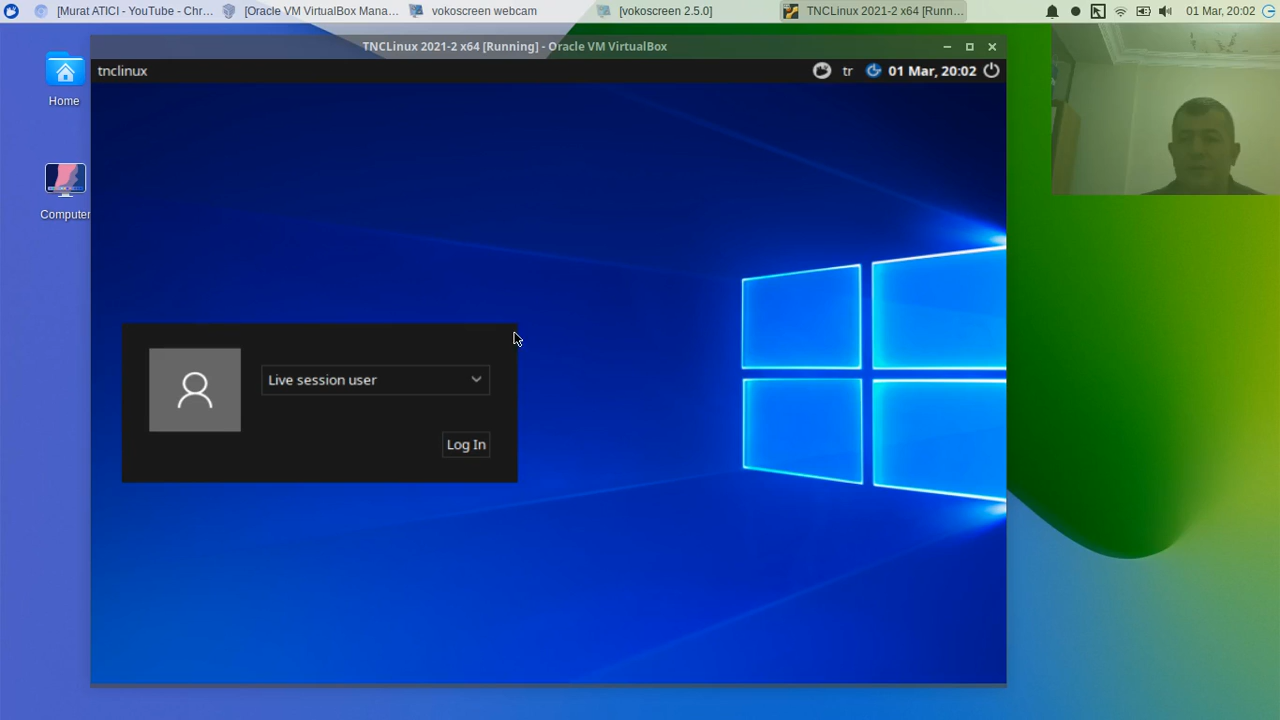 [Murat ATICI - YouTube - Chr...
[Oracle VM VirtualBox Mana...
vokoscreen webcam
[vokoscreen 2.5.0]
TNCLinux 2021-2 x64 [Runn...
01 Mar, 20:02
TNCLinux 2021-2 x64 [Running] - Oracle VM VirtualBox
tnclinux
tr
01 Mar, 20:02
Home
Computer
Live session user
Log In